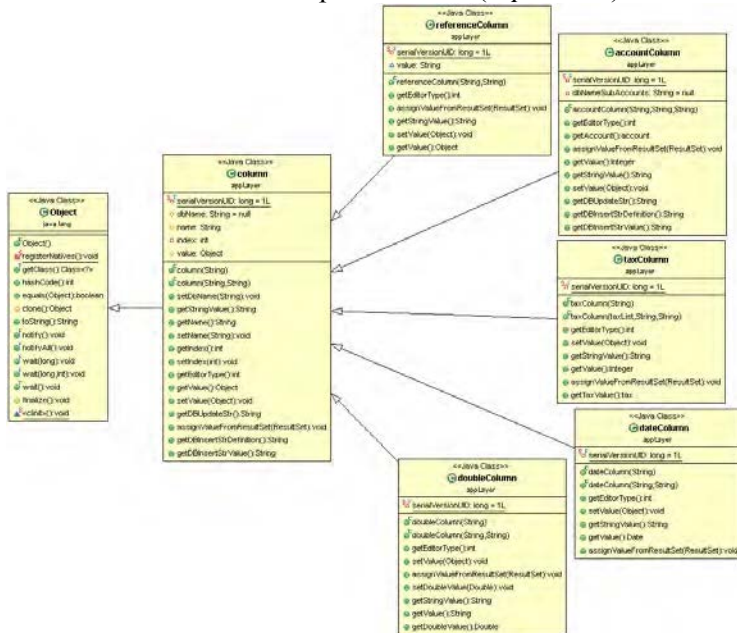 <<Java Class>>
Object
java.lang
Object()
registerNatives():void
getClass():Class<?>
hashCode():int
equals(Object):boolean
clone():Object
toString():String
notify():void
notifyAll():void
wait(long):void
wait(long,int):void
wait():void
finalize():void
<clinit>():void
<<Java Class>>
column
appLayer
serialVersionUID: long = 1L
dbName: String = null
name: String
index: int
value: Object
column(String)
column(String,String)
setDbName(String):void
getStringValue():String
getName():String
setName(String):void
getIndex():int
setIndex(int):void
getEditorType():int
getValue():Object
setValue(Object):void
getDBUpdateStr():String
assignValueFromResultSet(ResultSet):void
getDBInsertStrDefinition():String
getDBInsertStrValue():String
<<Java Class>>
referenceColumn
appLayer
serialVersionUID: long = 1L
value: String
referenceColumn(String,String)
getEditorType():int
assignValueFromResultSet(ResultSet):void
getStringValue():String
setValue(Object):void
getValue():Object
<<Java Class>>
accountColumn
appLayer
serialVersionUID: long = 1L
dbNameSubAccounts: String = null
accountColumn(String,String,String)
getEditorType():int
getAccount():account
assignValueFromResultSet(ResultSet):void
getValue():Integer
getStringValue():String
setValue(Object):void
getDBUpdateStr():String
getDBInsertStrDefinition():String
getDBInsertStrValue():String
<<Java Class>>
taxColumn
appLayer
serialVersionUID: long = 1L
taxColumn(String)
taxColumn(taxList,String,String)
getEditorType():int
setValue(Object):void
getStringValue():String
getValue():Integer
assignValueFromResultSet(ResultSet):void
getTaxValue():tax
<<Java Class>>
dateColumn
appLayer
serialVersionUID: long = 1L
dateColumn(String)
dateColumn(String,String)
getEditorType():int
setValue(Object):void
getStringValue():String
getValue():Date
assignValueFromResultSet(ResultSet):void
<<Java Class>>
doubleColumn
appLayer
serialVersionUID: long = 1L
doubleColumn(String)
doubleColumn(String,String)
getEditorType():int
setValue(Object):void
assignValueFromResultSet(ResultSet):void
setDoubleValue(Double):void
getStringValue():String
getValue():String
getDoubleValue():Double